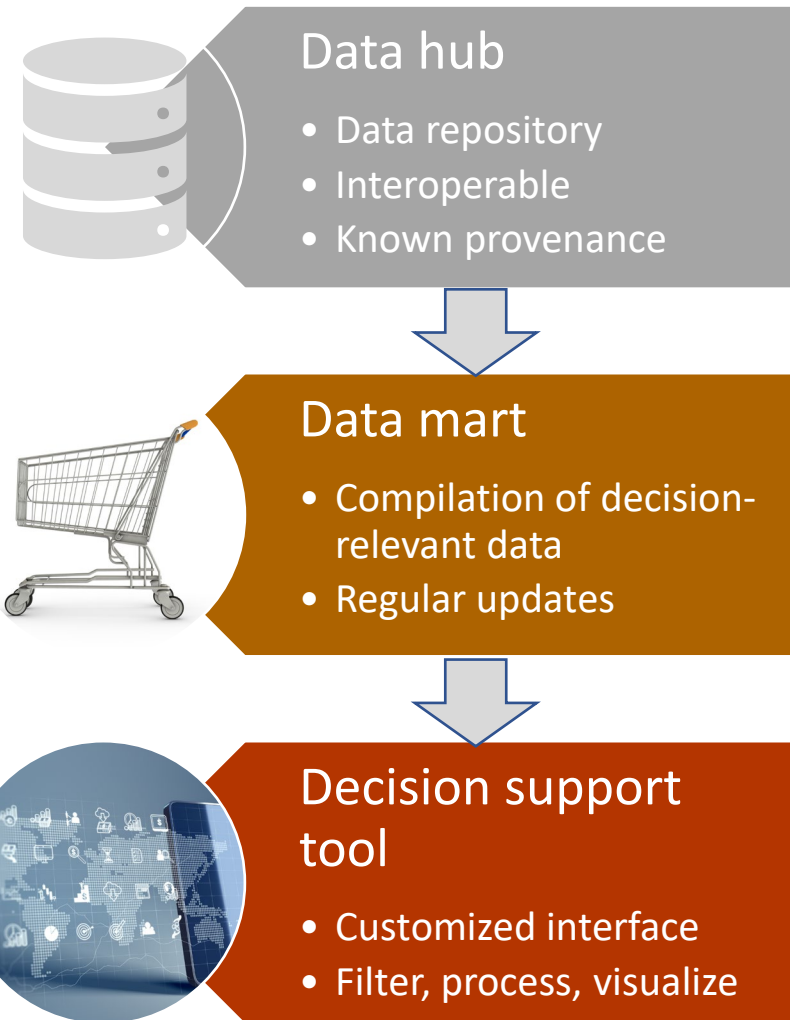 Data hub
• Data repository
• Interoperable
• Known provenance
Data mart
• Compilation of decision-
relevant data
• Regular updates
Decision support
tool
• Customized interface
• Filter, process, visualize